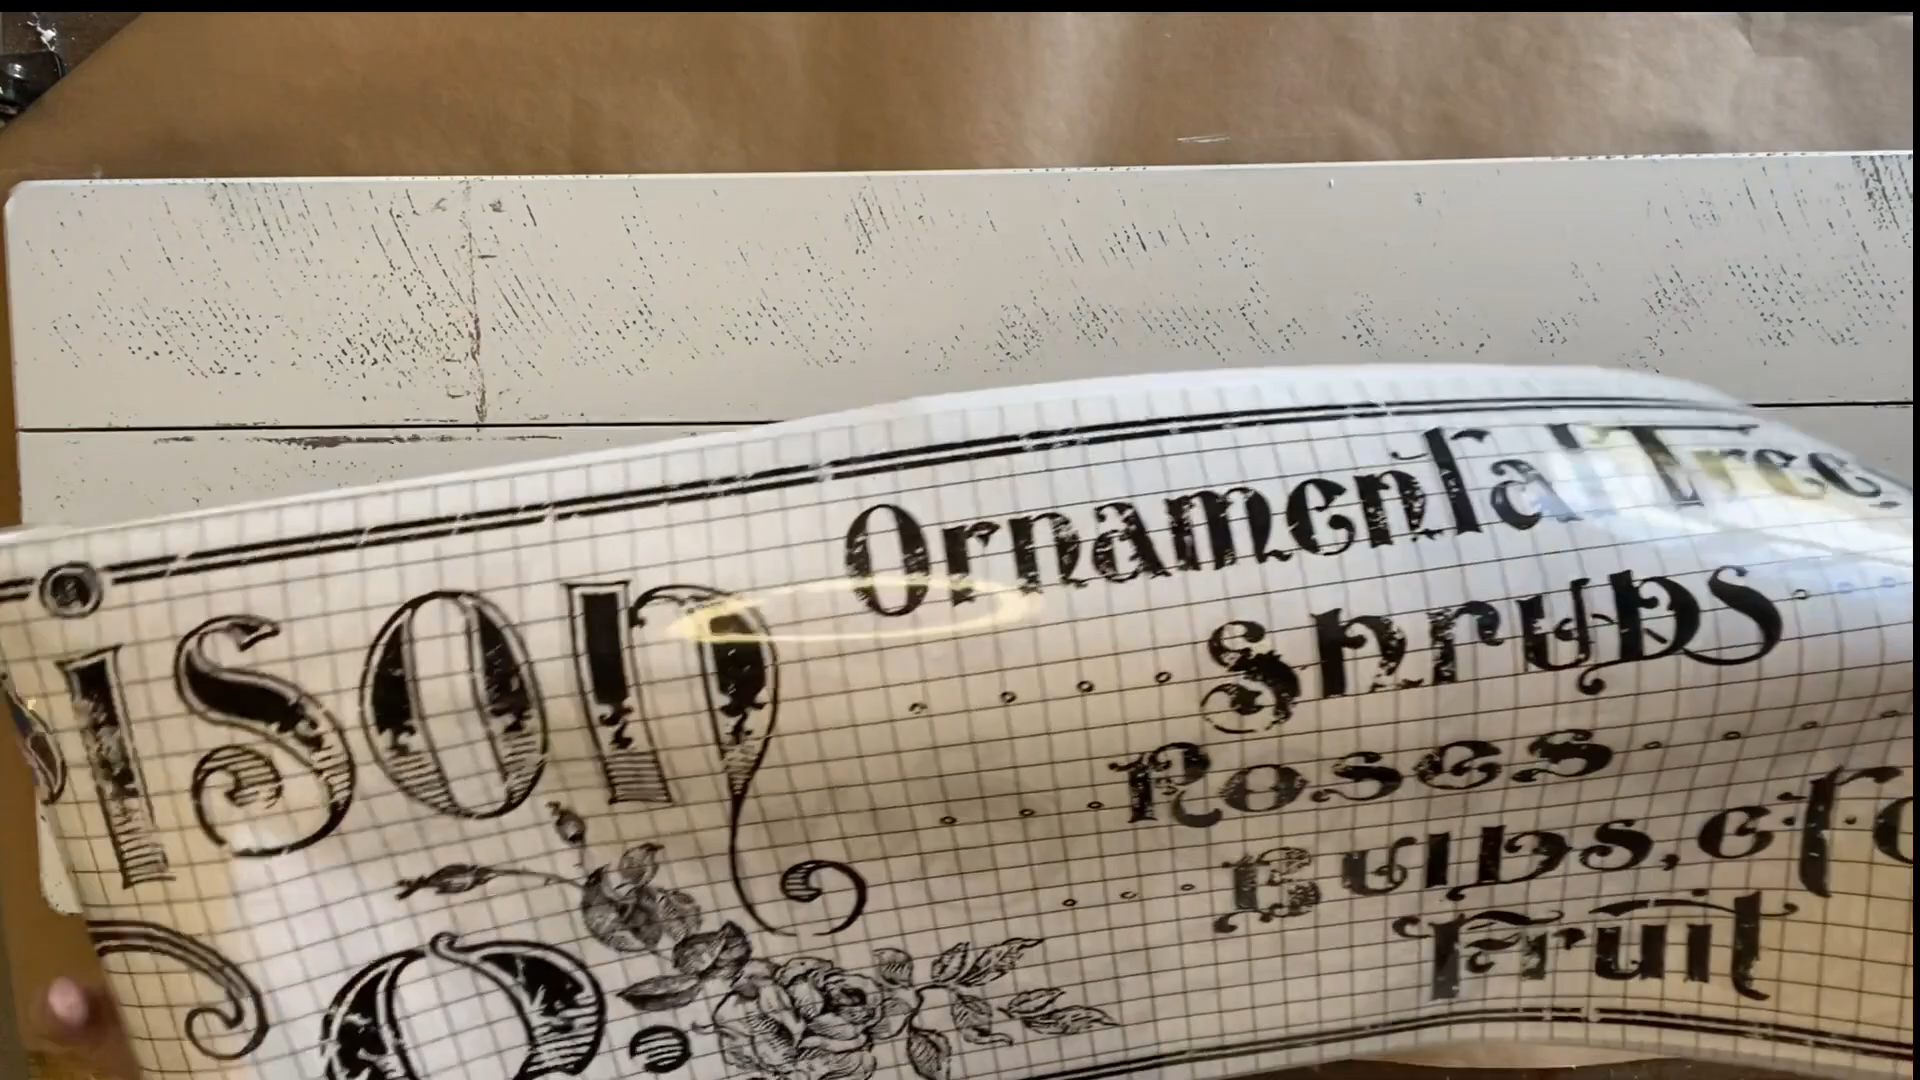 ison
o.
Ornamental Trees
Shrubs
Roses
Bulbs, etc
Fruit